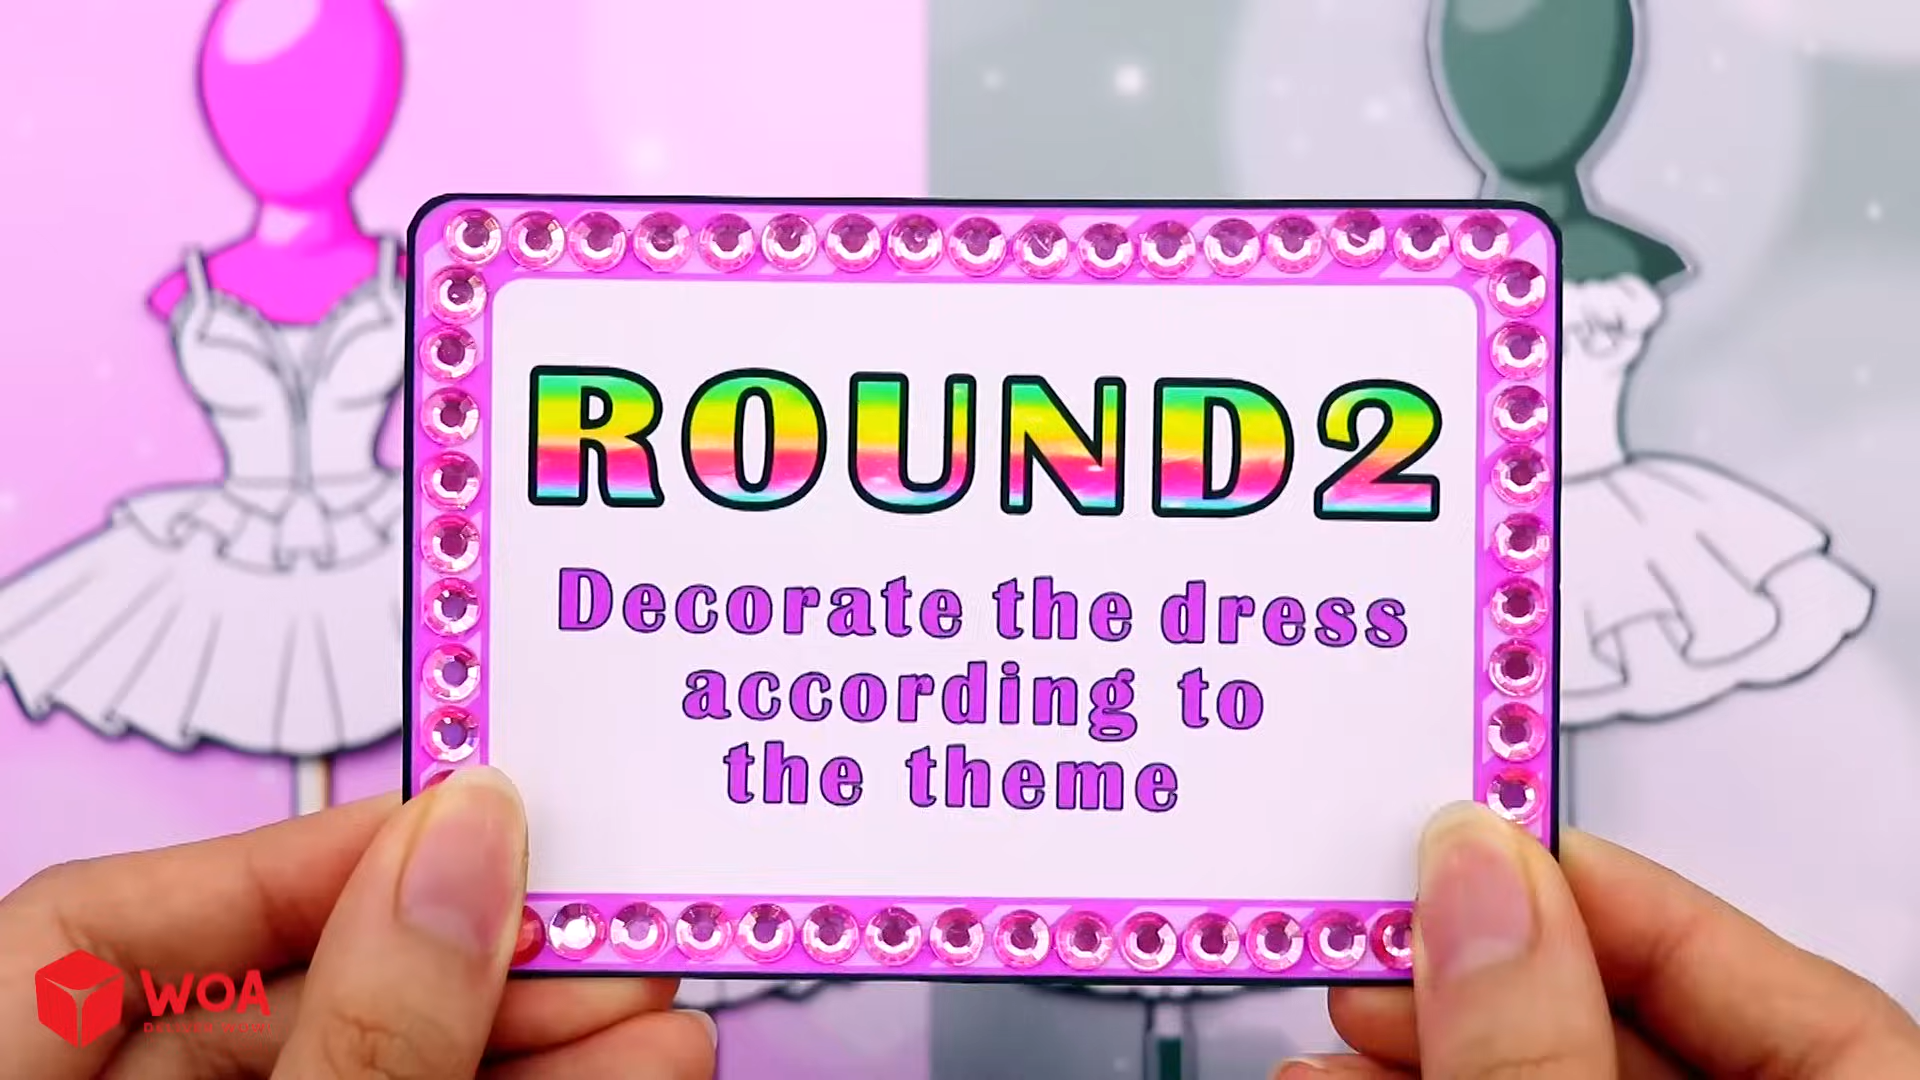 ROUND2
Decorate the dress
according to
the theme
WOA